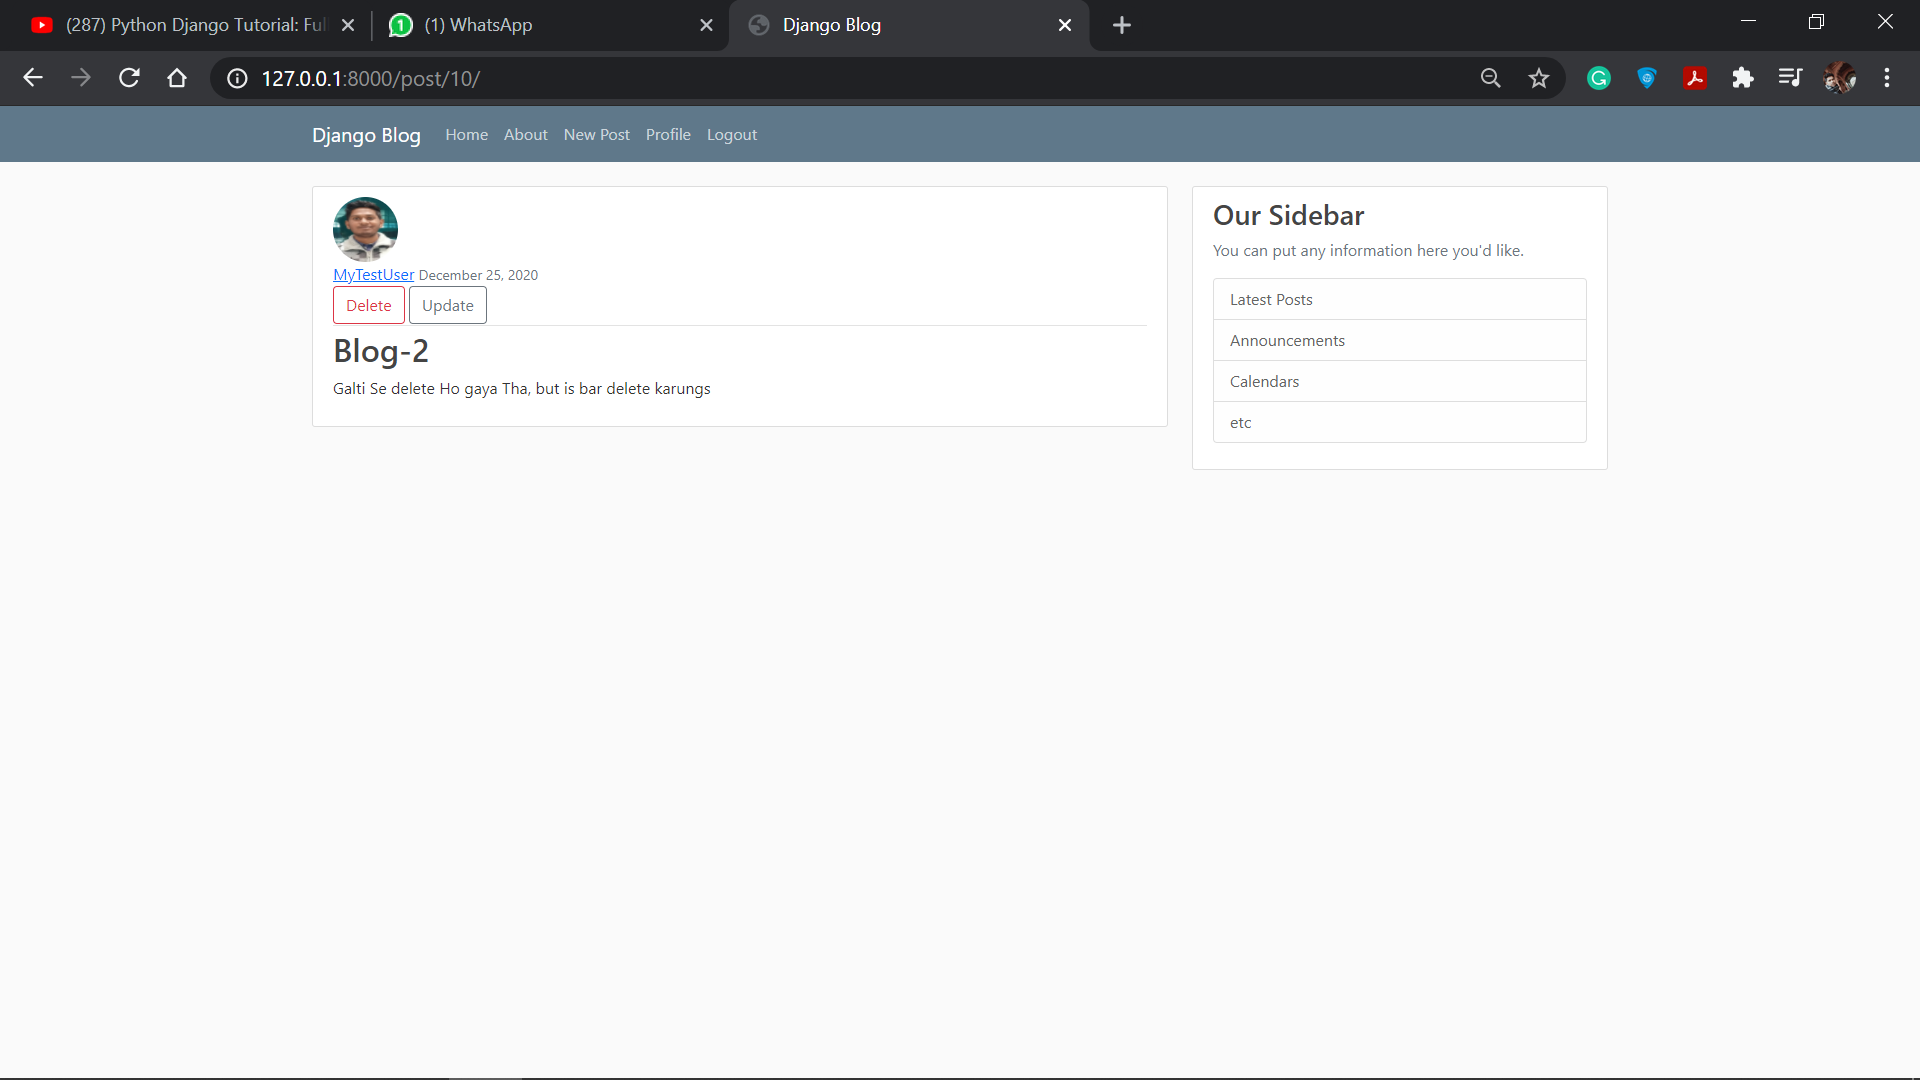 (287) Python Django Tutorial: Ful
(1) WhatsApp
Django Blog
127.0.0.1:8000/post/10/
Django Blog Home About New Post Profile Logout
MyTestUser December 25, 2020
Delete Update
Blog-2
Galti Se delete Ho gaya Tha, but is bar delete karungs
Our Sidebar
You can put any information here you'd like.
Latest Posts
Announcements
Calendars
etc